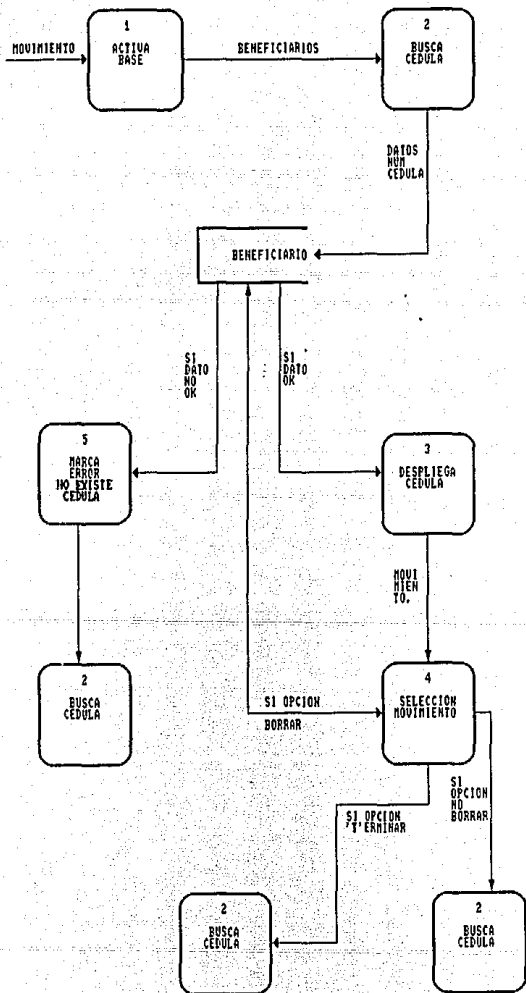 MOVIMIENTO
1
ACTIVA
BASE
BENEFICIARIOS
2
BUSCA
CEDULA
DATOS
NUM
CEDULA
BENEFICIARIO
SI
DATO
NO
OK
SI
DATO
OK
5
MARCA
ERROR
NO EXISTE
CEDULA
3
DESPLIEGA
CEDULA
MOVI
MIEN
TO.
2
BUSCA
CEDULA
SI OPCION
BORRAR
4
SELECCION
MOVIMIENTO
SI OPCION
'T'ERMINAR
SI
OPCION
NO
BORRAR
2
BUSCA
CEDULA
2
BUSCA
CEDULA